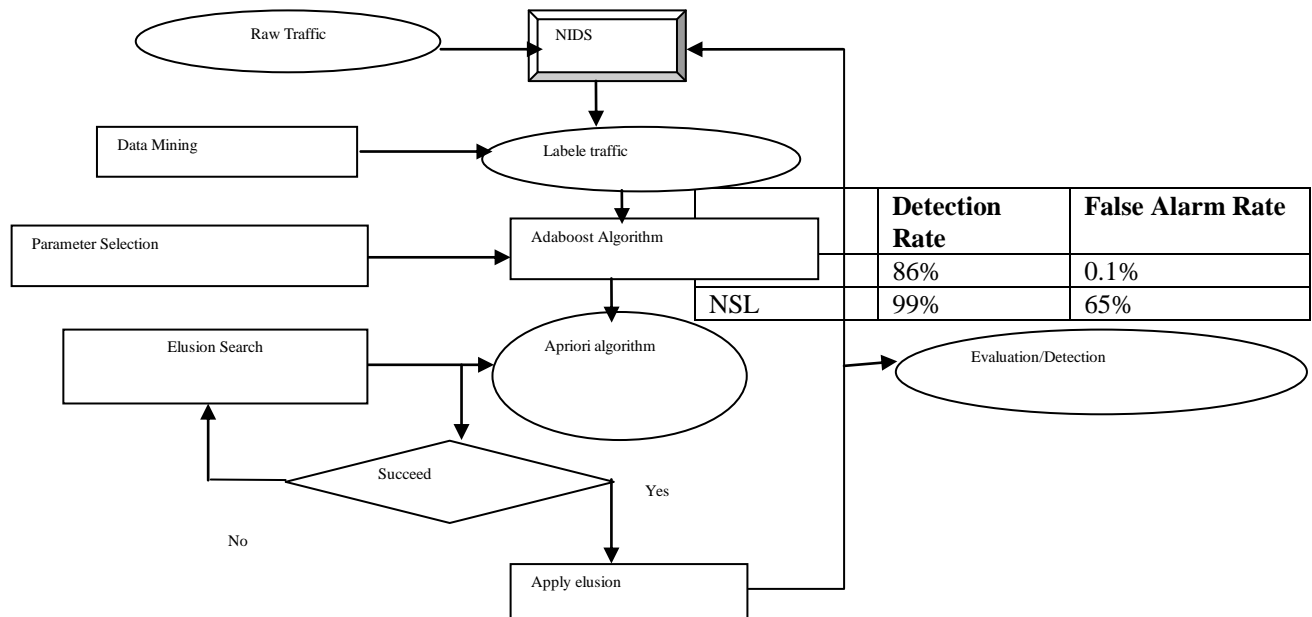 Raw Traffic
NIDS
Data Mining
Labele traffic
Detection Rate
False Alarm Rate
Parameter Selection
Adaboost Algorithm
86%
0.1%
NSL
99%
65%
Elusion Search
Apriori algorithm
Evaluation/Detection
Succeed
Yes
No
Apply elusion